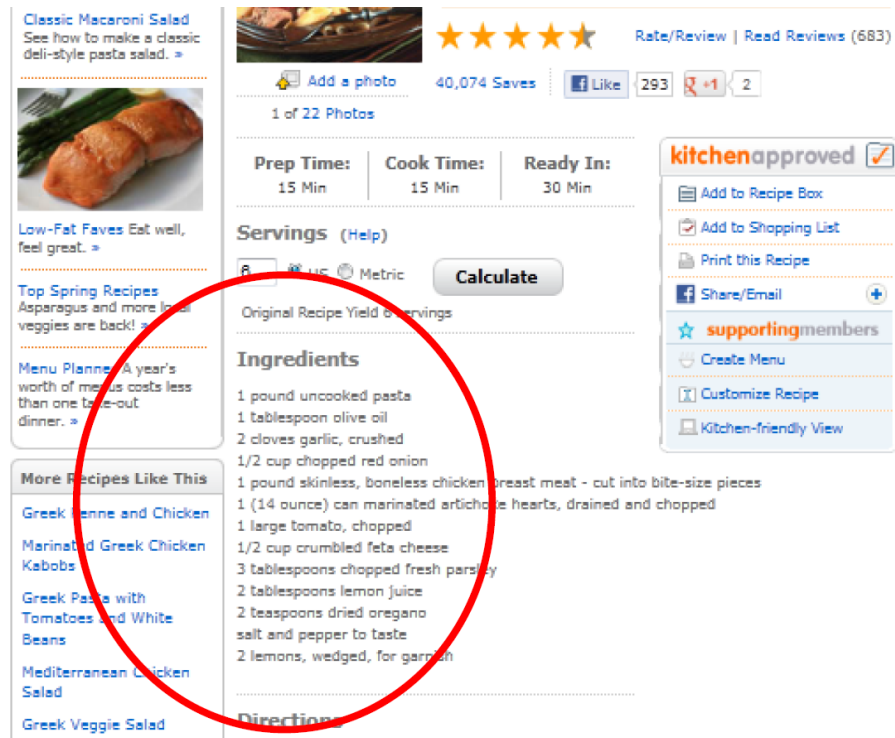 Classic Macaroni Salad
See how to make a classic
deli-style pasta salad. »
Low-Fat Faves Eat well,
feel great. »
Top Spring Recipes
Asparagus and more local
veggies are back! »
Menu Planner A year's
worth of menus costs less
than one take-out
dinner. »
More Recipes Like This
Greek Penne and Chicken
Marinated Greek Chicken
Kabobs
Greek Pasta with
Tomatoes and White
Beans
Mediterranean Chicken
Salad
Greek Veggie Salad
Rate/Review | Read Reviews (683)
Add a photo
40,074 Saves
Like 293
+1 2
1 of 22 Photos
Prep Time:
15 Min
Cook Time:
15 Min
Ready In:
30 Min
Servings (Help)
6 US Metric
Calculate
Original Recipe Yield 6 servings
Ingredients
1 pound uncooked pasta
1 tablespoon olive oil
2 cloves garlic, crushed
1/2 cup chopped red onion
1 pound skinless, boneless chicken breast meat - cut into bite-size pieces
1 (14 ounce) can marinated artichoke hearts, drained and chopped
1 large tomato, chopped
1/2 cup crumbled feta cheese
3 tablespoons chopped fresh parsley
2 tablespoons lemon juice
2 teaspoons dried oregano
salt and pepper to taste
2 lemons, wedged, for garnish
Directions
kitchenapproved
Add to Recipe Box
Add to Shopping List
Print this Recipe
Share/Email
supportingmembers
Create Menu
Customize Recipe
Kitchen-friendly View